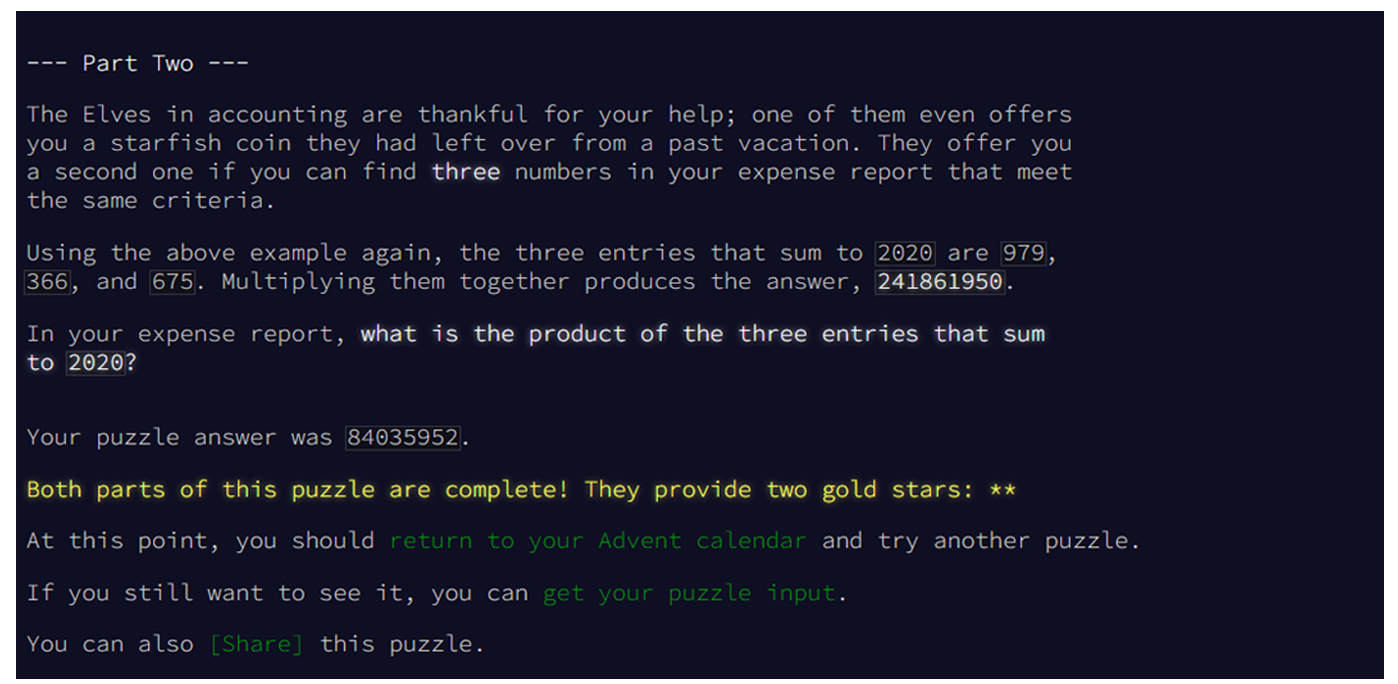 --- Part Two ---
The Elves in accounting are thankful for your help; one of them even offers
you a starfish coin they had left over from a past vacation. They offer you
a second one if you can find three numbers in your expense report that meet
the same criteria.
Using the above example again, the three entries that sum to 2020 are 979,
366, and 675. Multiplying them together produces the answer, 241861950.
In your expense report, what is the product of the three entries that sum
to 2020?
Your puzzle answer was 84035952.
Both parts of this puzzle are complete! They provide two gold stars: **
At this point, you should return to your Advent calendar and try another puzzle.
If you still want to see it, you can get your puzzle input.
You can also [Share] this puzzle.